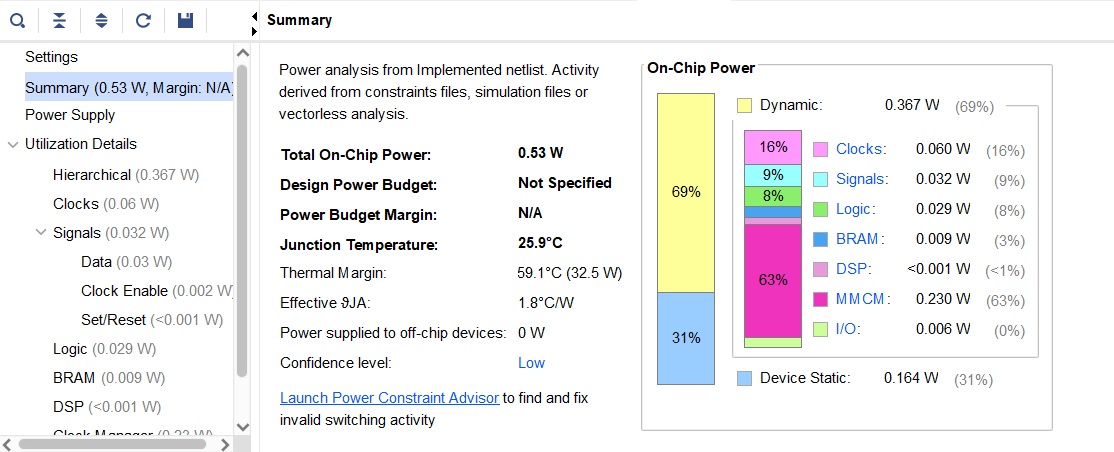 Summary
Settings
Summary (0.53 W, Margin: N/A)
Power Supply
Utilization Details
Hierarchical (0.367 W)
Clocks (0.06 W)
Signals (0.032 W)
Data (0.03 W)
Clock Enable (0.002 W)
Set/Reset (<0.001 W)
Logic (0.029 W)
BRAM (0.009 W)
DSP (<0.001 W)
Clock Manager (0.23 W)
Power analysis from Implemented netlist. Activity
derived from constraints files, simulation files or
vectorless analysis.
Total On-Chip Power: 0.53 W
Design Power Budget: Not Specified
Power Budget Margin: N/A
Junction Temperature: 25.9°C
Thermal Margin: 59.1°C (32.5 W)
Effective ϑJA: 1.8°C/W
Power supplied to off-chip devices: 0 W
Confidence level: Low
Launch Power Constraint Advisor to find and fix
invalid switching activity
On-Chip Power
69%
31%
Dynamic: 0.367 W (69%)
16%
9%
8%
63%
Clocks: 0.060 W (16%)
Signals: 0.032 W (9%)
Logic: 0.029 W (8%)
BRAM: 0.009 W (3%)
DSP: <0.001 W (<1%)
MMCM: 0.230 W (63%)
I/O: 0.006 W (0%)
Device Static: 0.164 W (31%)